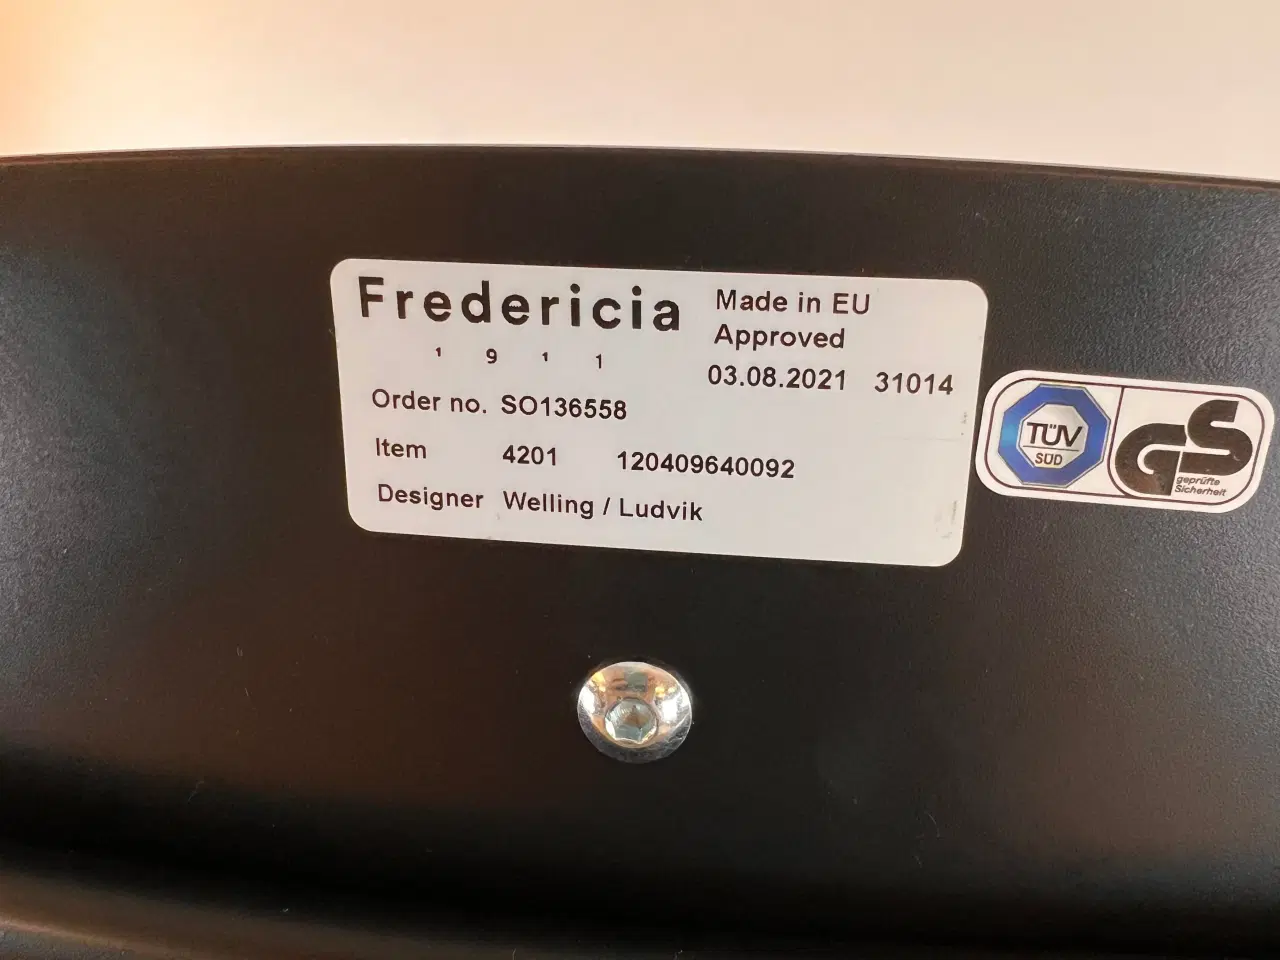 Fredericia
1 9 1 1
Made in EU
Approved
03.08.2021 31014
Order no. SO136558
Item 4201 120409640092
Designer Welling / Ludvik
TÜV
SÜD
GS
geprüfte
Sicherheit